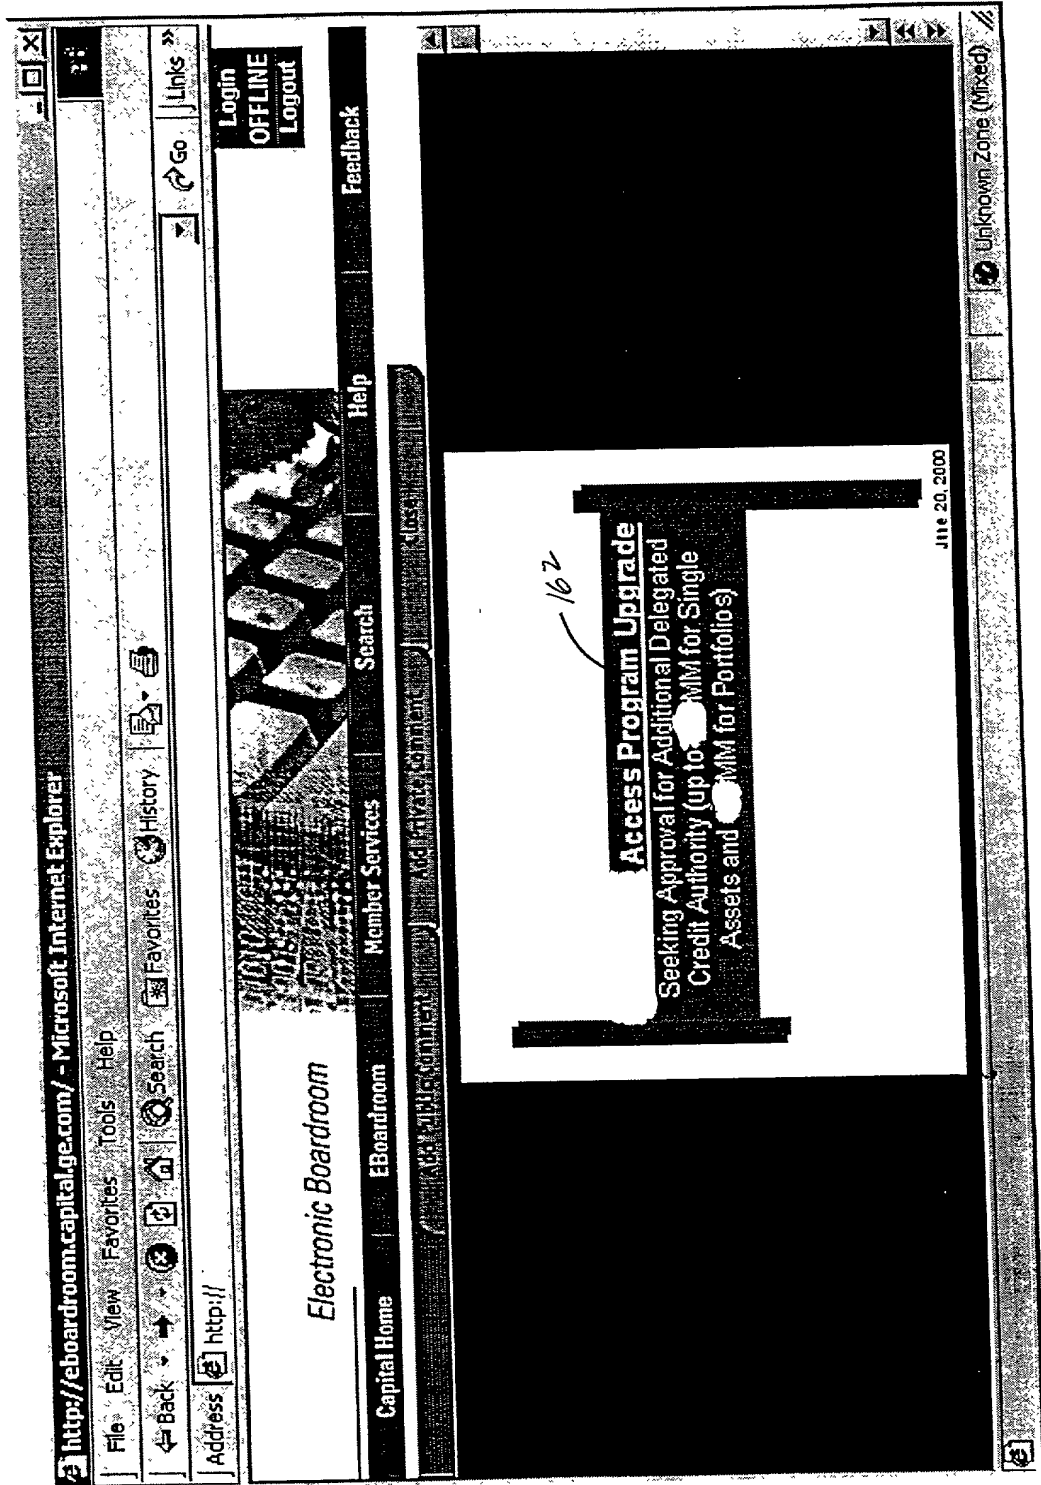 http://eboardroom.capital.ge.com/ - Microsoft Internet Explorer
File Edit View Favorites Tools Help
Back Search Favorites History
Address http:// Go Links »
Login
OFFLINE
Logout
Electronic Boardroom
Capital Home EBoardroom Member Services Search Help Feedback
Add Private Comment
162
Access Program Upgrade
Seeking Approval for Additional Delegated
Credit Authority (up to MM for Single
Assets and MM for Portfolios)
June 20, 2000
Unknown Zone (Mixed)